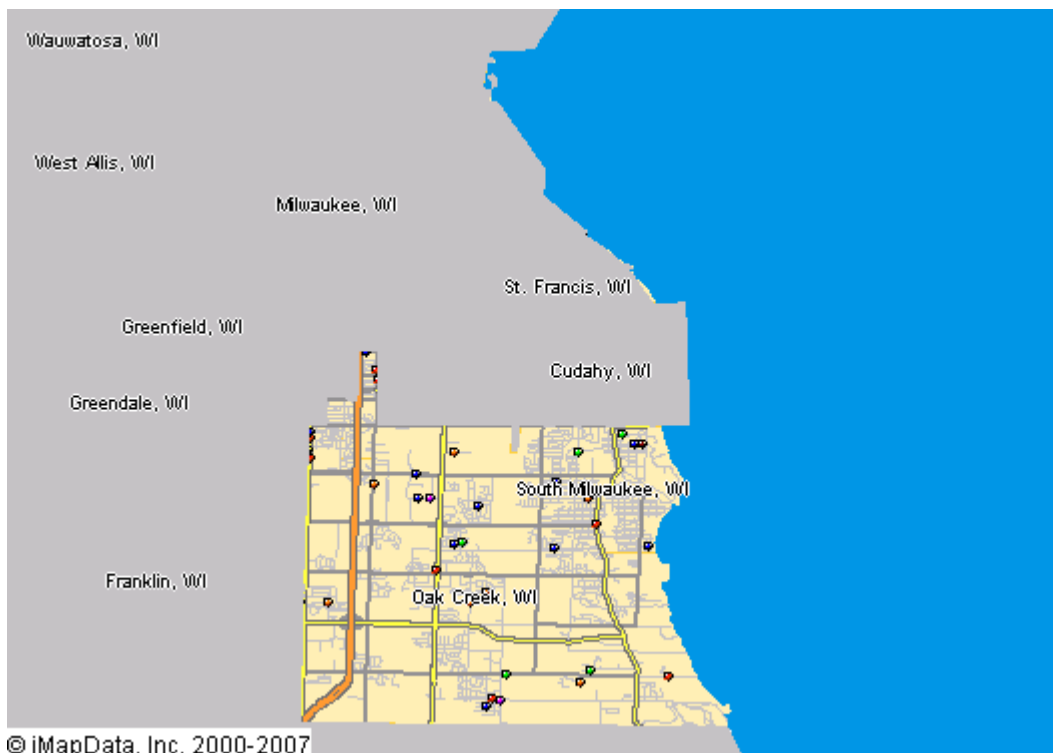 Wauwatosa, WI
West Allis, WI
Milwaukee, WI
St. Francis, WI
Greenfield, WI
Cudahy, WI
Greendale, WI
South Milwaukee, WI
Franklin, WI
Oak Creek, WI
© iMapData, Inc. 2000-2007